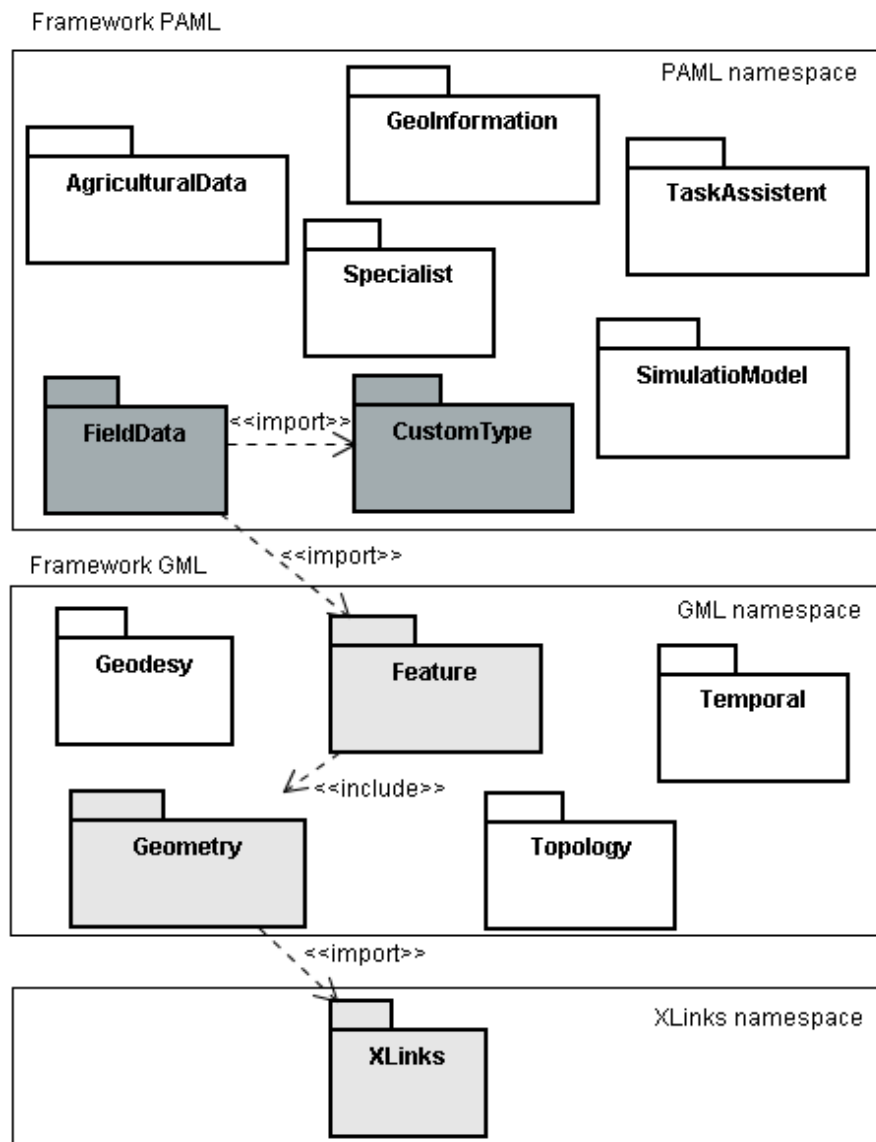 Framework PAML
PAML namespace
GeoInformation
AgriculturalData
TaskAssistent
Specialist
SimulatioModel
FieldData
<<import>>
CustomType
<<import>>
Framework GML
GML namespace
Geodesy
Feature
Temporal
<<include>>
Geometry
Topology
<<import>>
XLinks namespace
XLinks